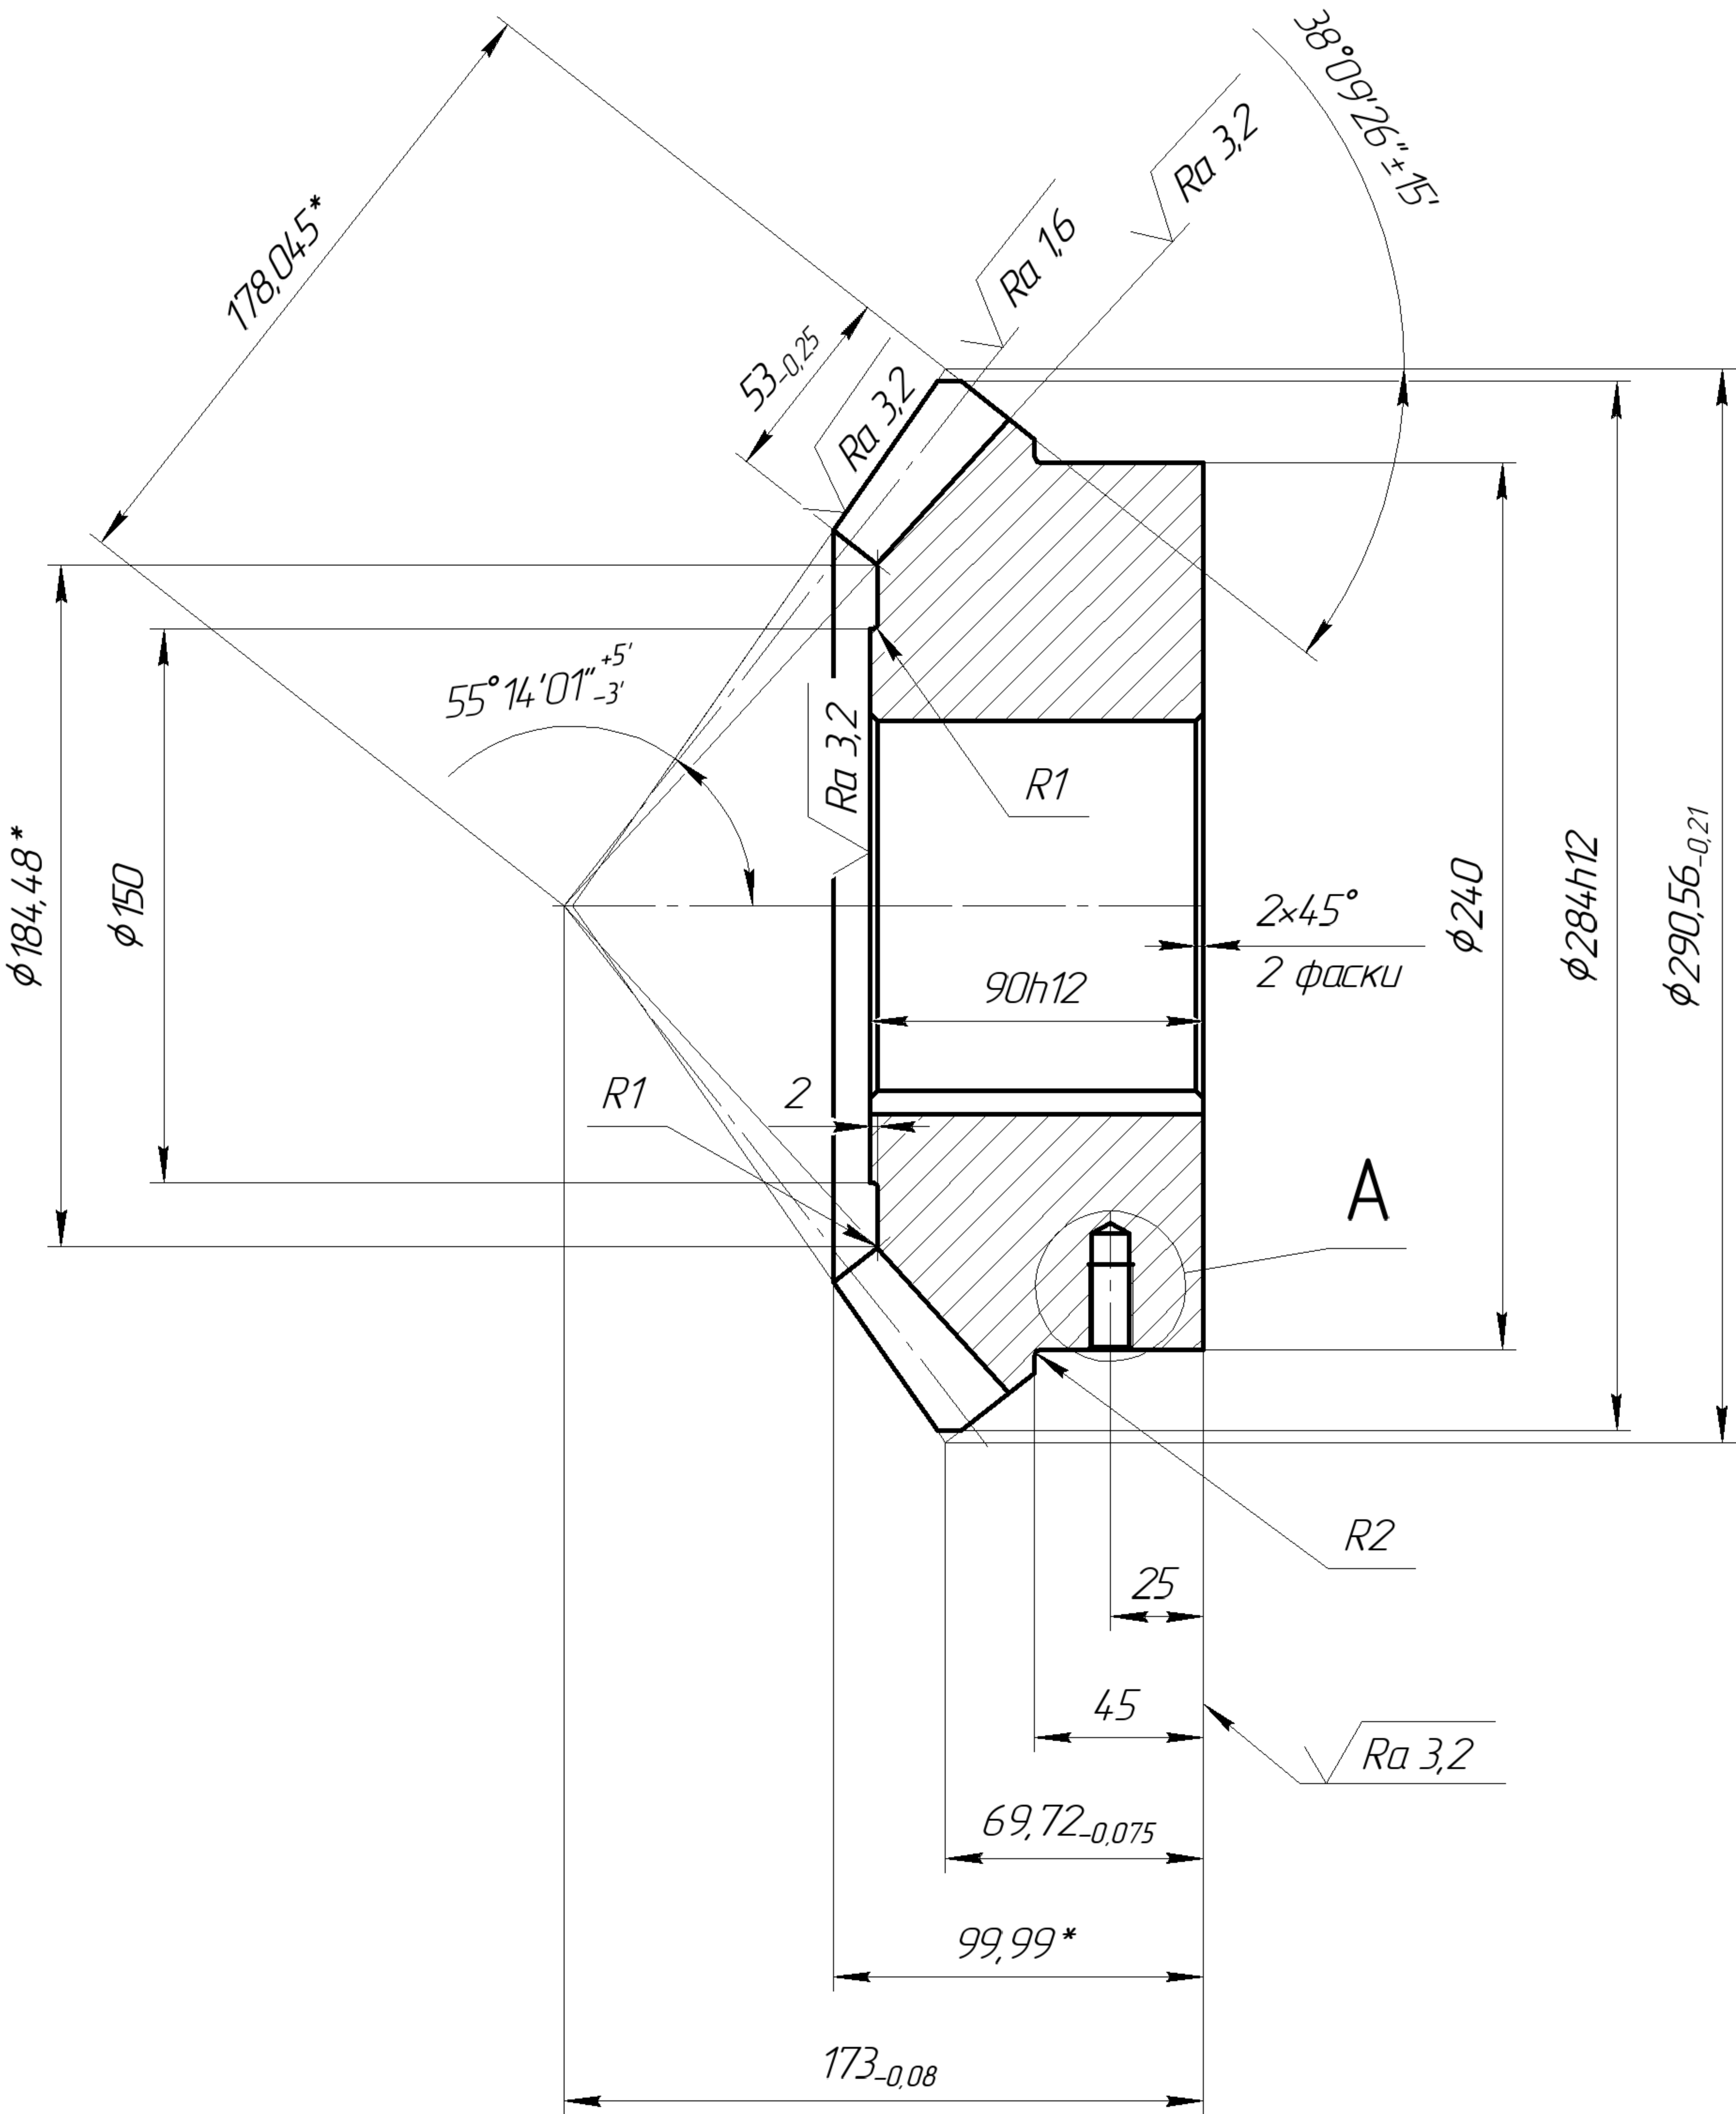 38°09'26"±15'
Ra 3,2
Ra 1,6
178,045*
53-0,25
Ra 3,2
55°14'01" +5' -3'
Ra 3,2
R1
ϕ184,48*
ϕ150
2×45°
2 фаски
ϕ240
ϕ284h12
ϕ290,56-0,21
90h12
R1
2
A
R2
25
45
Ra 3,2
69,72-0,075
99,99*
173-0,08